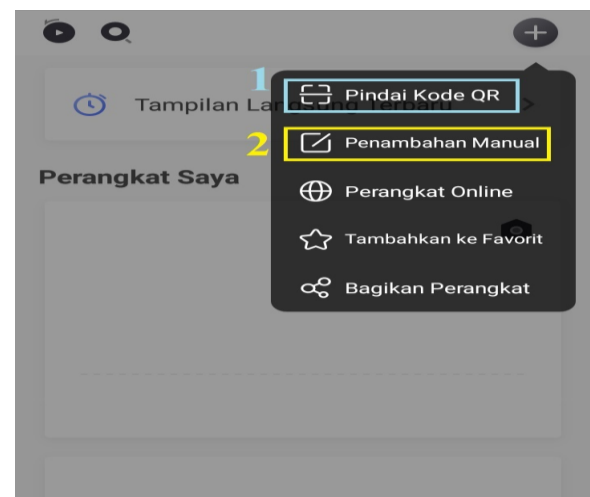 1
Pindai Kode QR
Tampilan Langsung Terbaru
2
Penambahan Manual
Perangkat Saya
Perangkat Online
Tambahkan ke Favorit
Bagikan Perangkat